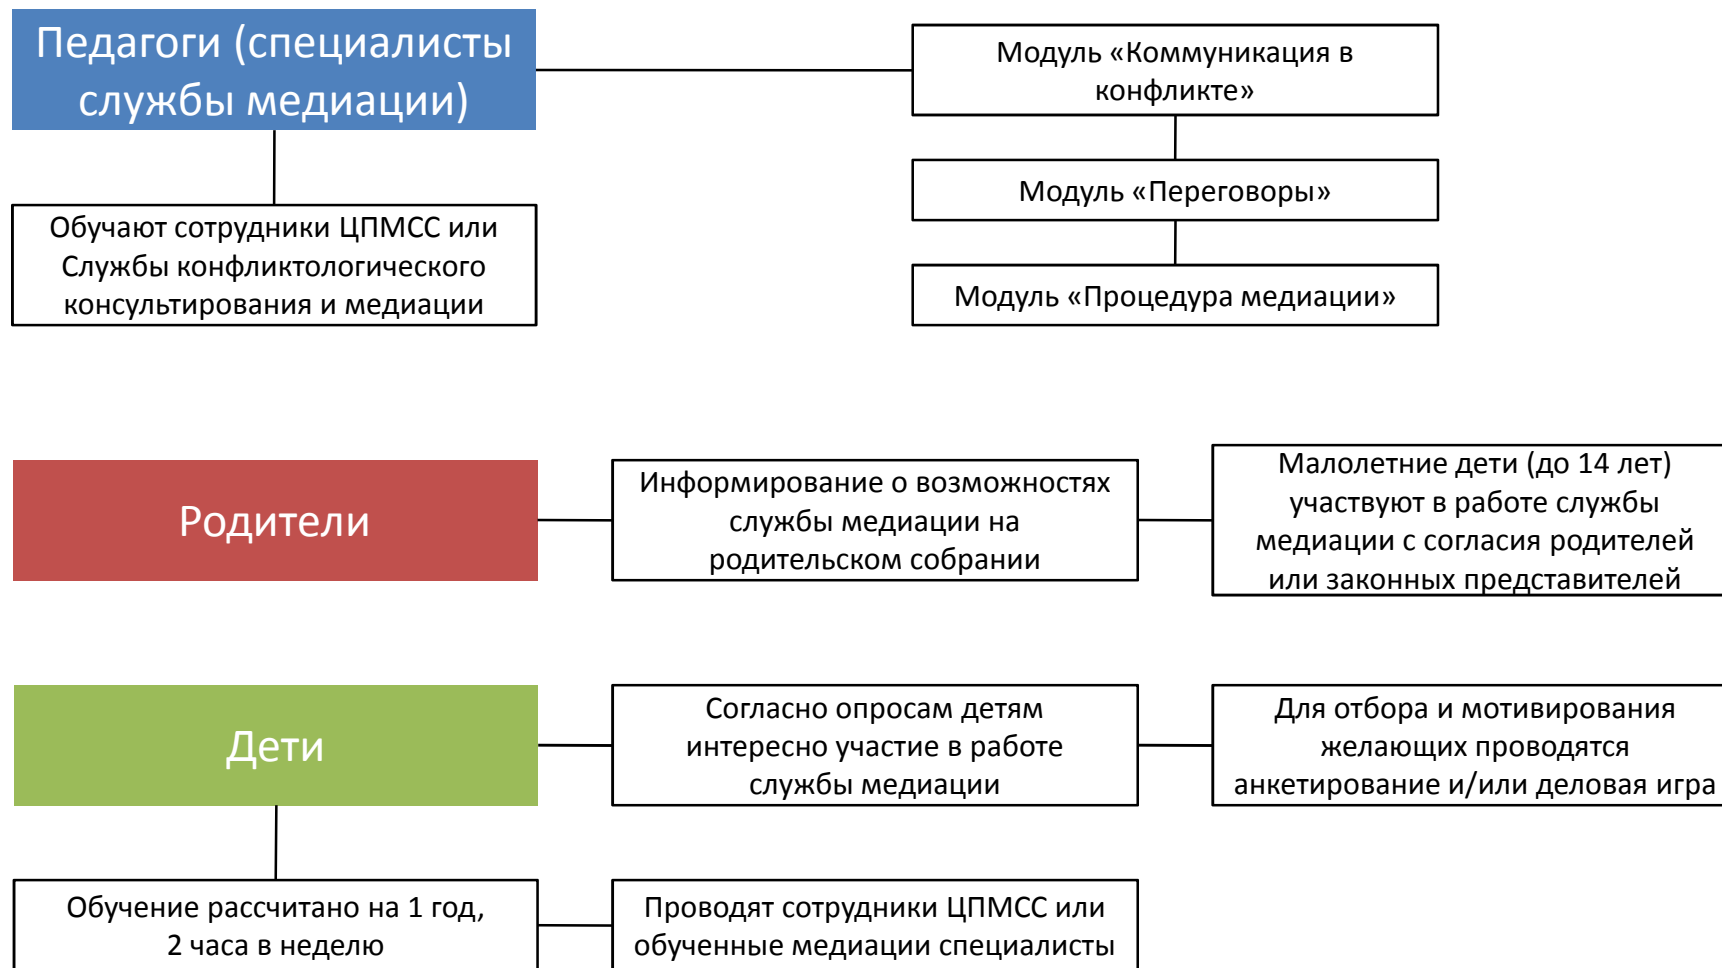 Педагоги (специалисты
службы медиации)
Обучают сотрудники ЦПМСС или
Службы конфликтологического
консультирования и медиации
Модуль «Коммуникация в
конфликте»
Модуль «Переговоры»
Модуль «Процедура медиации»
Родители
Информирование о возможностях
службы медиации на
родительском собрании
Малолетние дети (до 14 лет)
участвуют в работе службы
медиации с согласия родителей
или законных представителей
Дети
Согласно опросам детям
интересно участие в работе
службы медиации
Для отбора и мотивирования
желающих проводятся
анкетирование и/или деловая игра
Обучение рассчитано на 1 год,
2 часа в неделю
Проводят сотрудники ЦПМСС или
обученные медиации специалисты